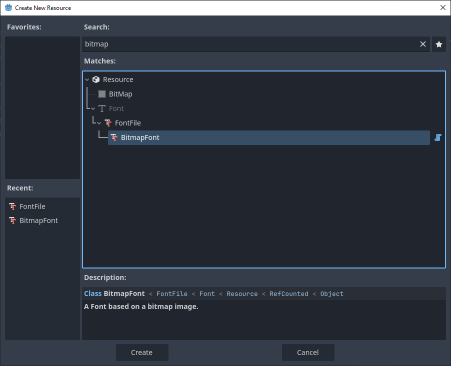 Create New Resource
Favorites:
Search:
bitmap
Matches:
Resource
BitMap
Font
FontFile
BitmapFont
Recent:
FontFile
BitmapFont
Description:
Class BitmapFont < FontFile < Font < Resource < RefCounted < Object
A Font based on a bitmap image.
Create
Cancel